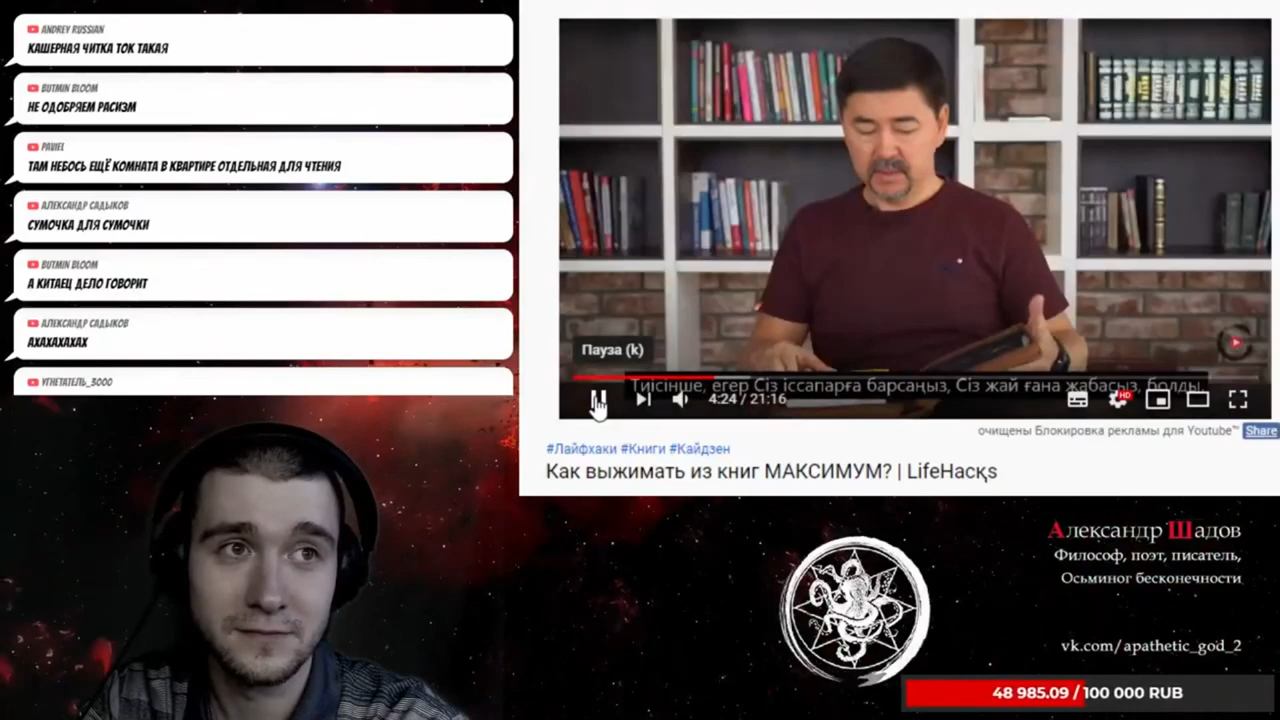 ANDREY RUSSIAN
КАШЕРНАЯ ЧИТКА ТОК ТАКАЯ
BUTMIN BLOOM
НЕ ОДОБРЯЕМ РАСИЗМ
PAVEL
ТАМ НЕБОСЬ ЕЩЁ КОМНАТА В КВАРТИРЕ ОТДЕЛЬНАЯ ДЛЯ ЧТЕНИЯ
АЛЕКСАНДР САДЫКОВ
СУМОЧКА ДЛЯ СУМОЧКИ
BUTMIN BLOOM
А КИТАЕЦ ДЕЛО ГОВОРИТ
АЛЕКСАНДР САДЫКОВ
АХАХАХАХАХ
УГНЕТАТЕЛЬ_3000
Пауза (k)
Тиісінше, егер Сіз іссапарға барсаңыз, Сіз жай ғана жабасыз, болды.
4:24 / 21:16
HD
очищены Блокировка рекламы для Youtube™ Share
#Лайфхаки #Книги #Кайдзен
Как выжимать из книг МАКСИМУМ? | LifeHacқs
Александр Шадов
Философ, поэт, писатель,
Осьминог бесконечности
vk.com/apathetic_god_2
48 985.09 / 100 000 RUB